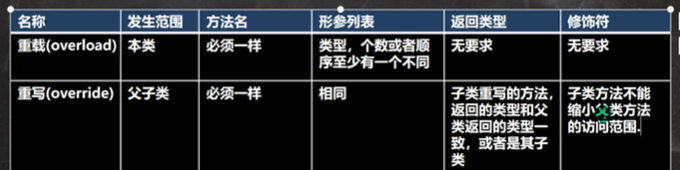 名称 发生范围 方法名 形参列表 返回类型 修饰符
重载(overload) 本类 必须一样 类型，个数或者顺序至少有一个不同 无要求 无要求
重写(override) 父子类 必须一样 相同 子类重写的方法，返回的类型和父类返回的类型一致，或者是其子类 子类方法不能缩小父类方法的访问范围.